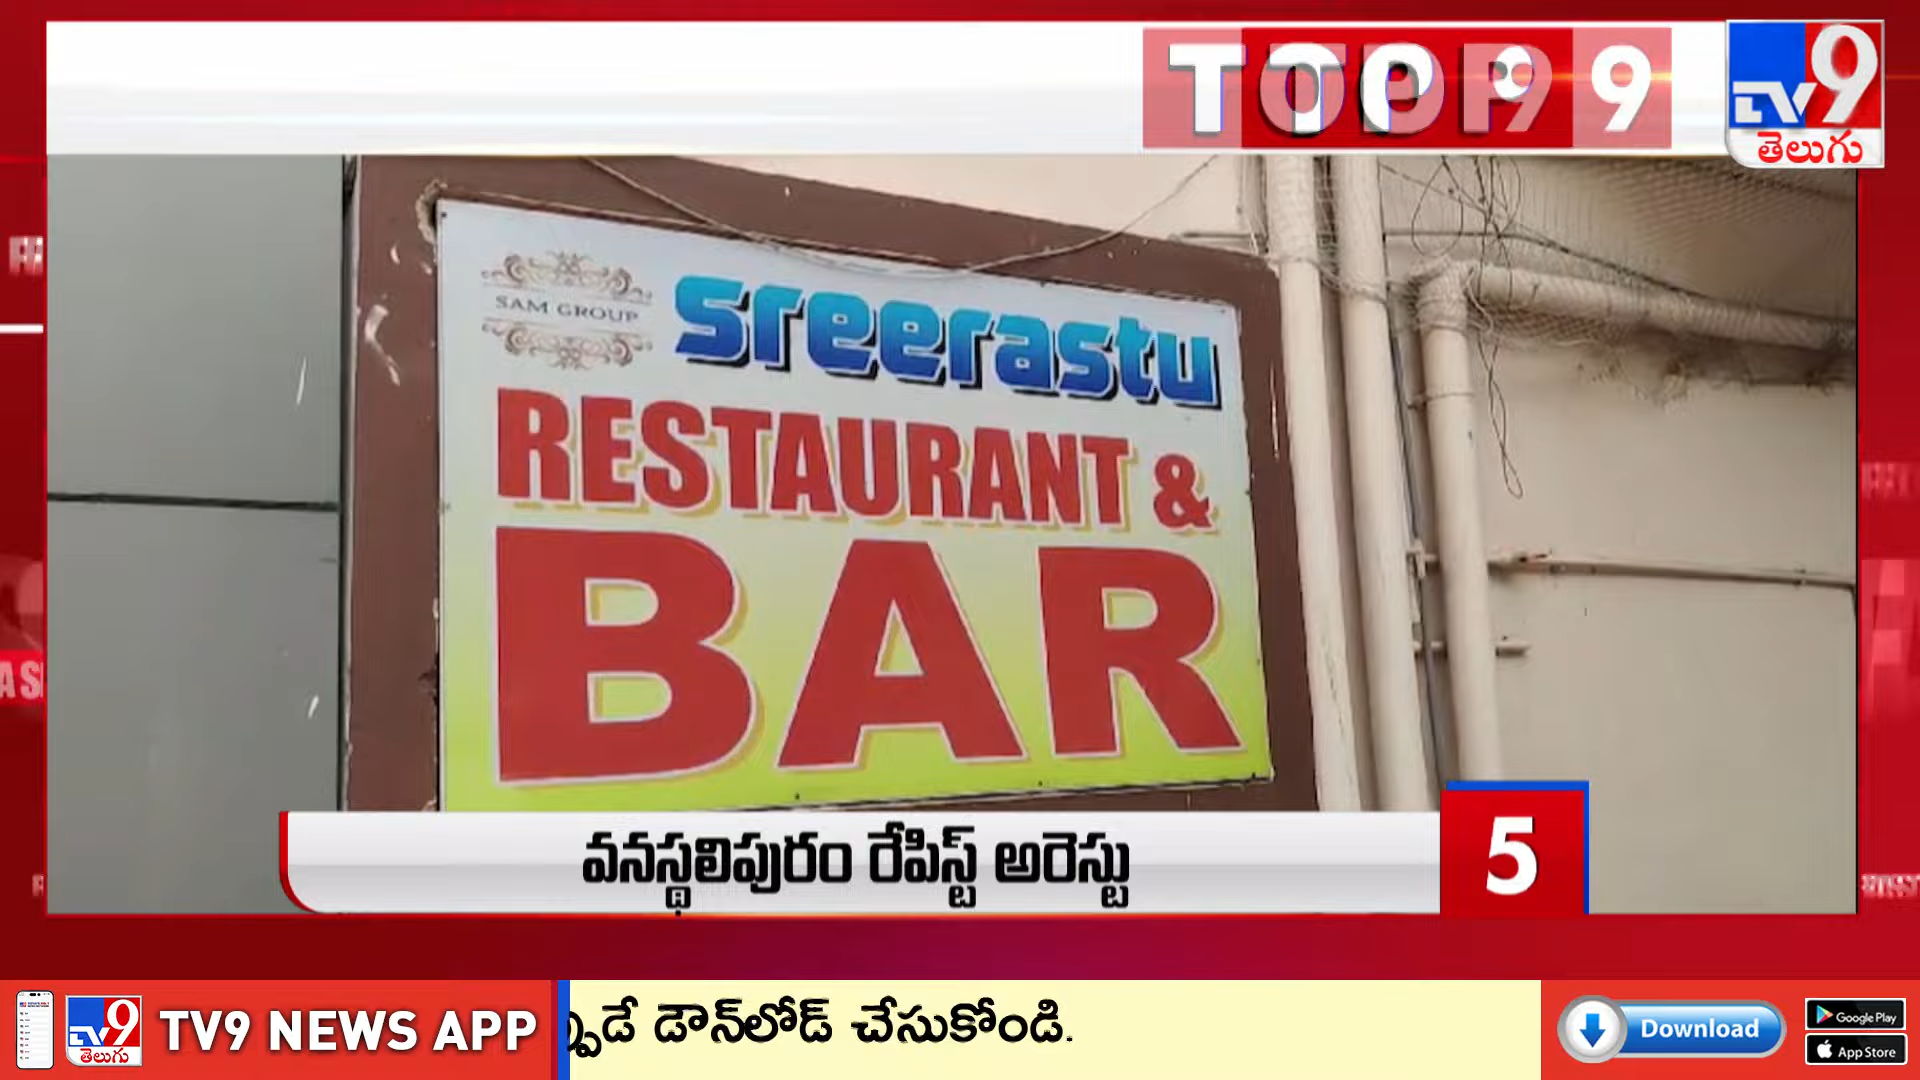 TOP 9
TV9
తెలుగు
SAM GROUP
sreerastu
RESTAURANT &
BAR
వనస్థలిపురం రేపిస్ట్ అరెస్టు
5
TV9
తెలుగు
TV9 NEWS APP
డౌన్‌లోడ్ చేసుకోండి.
Download
Google Play
App Store